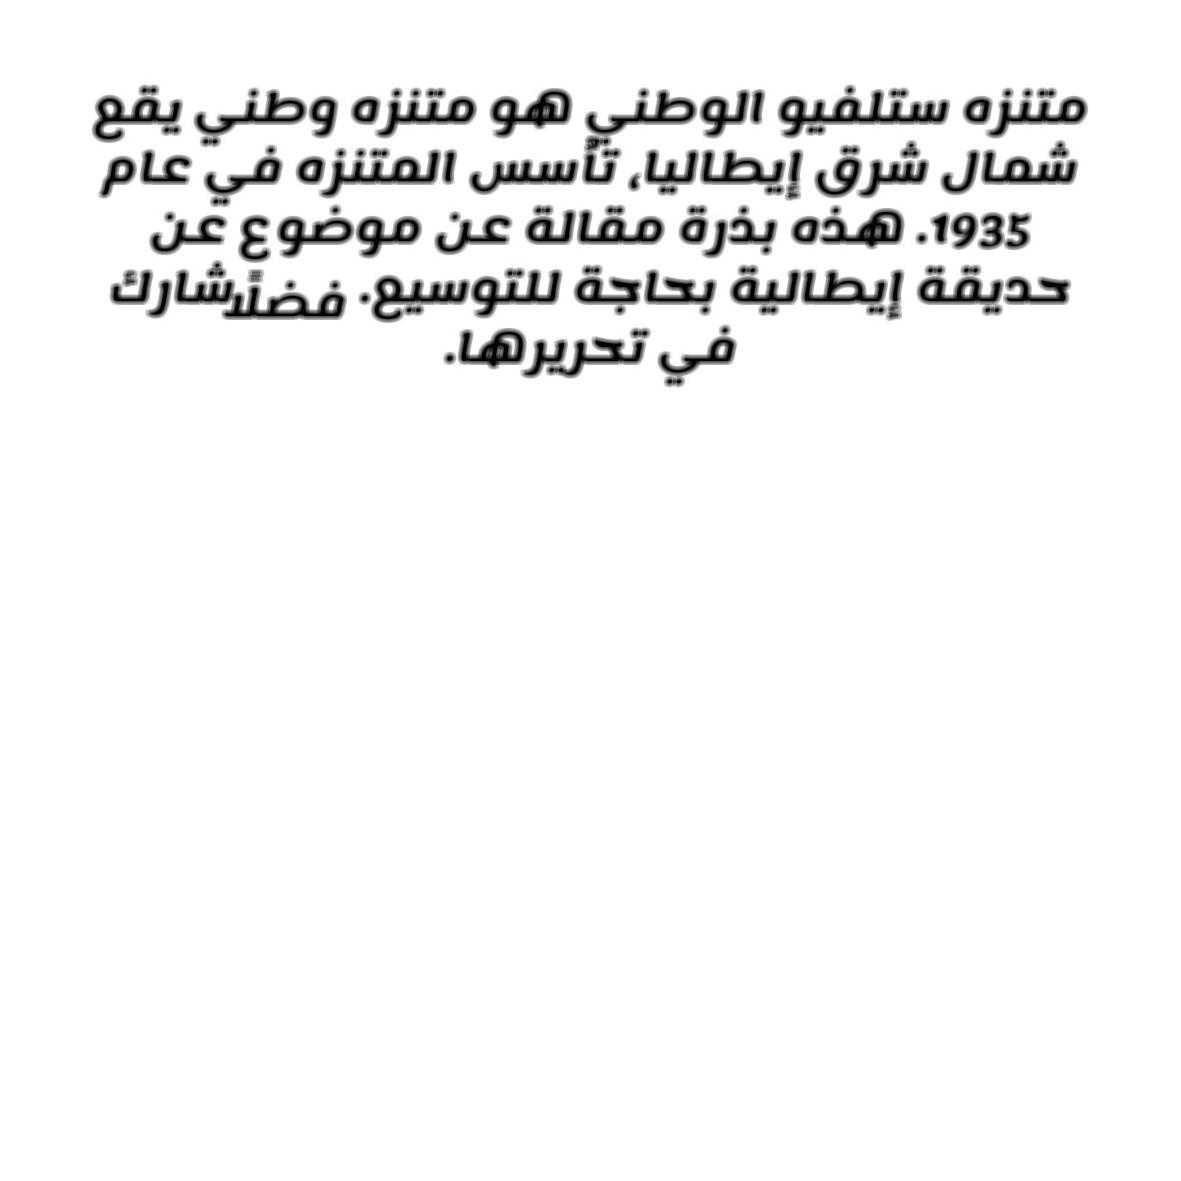 متنزه ستلفيو الوطني هو متنزه وطني يقع
شمال شرق إيطاليا، تأسس المتنزه في عام
1935. هذه بذرة مقالة عن موضوع عن
حديقة إيطالية بحاجة للتوسيع. فضلًا شارك
في تحريرها.